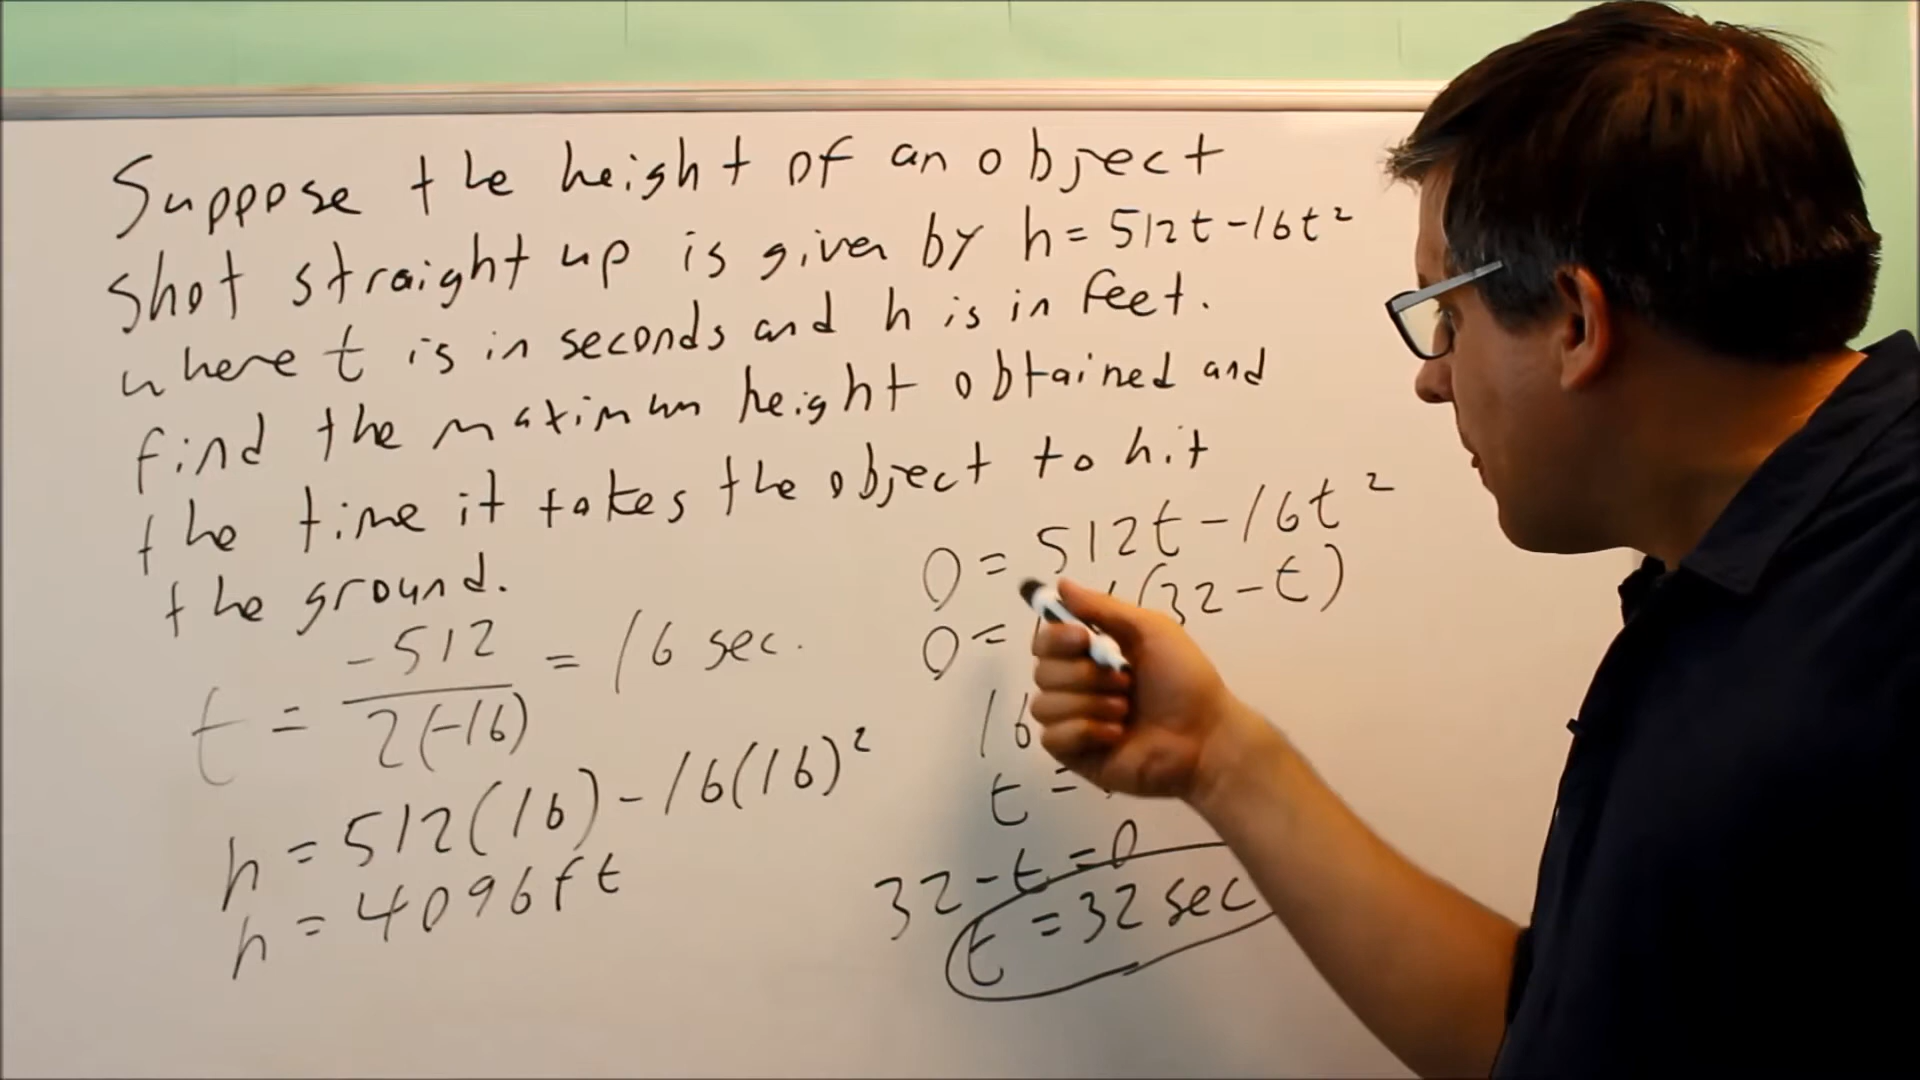 Suppose the height of an object
shot straight up is given by h = 512t - 16t²
where t is in seconds and h is in feet.
find the maximum height obtained and
the time it takes the object to hit
the ground.
t = -512 / 2(-16) = 16 sec.
h = 512(16) - 16(16)²
h = 4096 ft
0 = 512t - 16t²
0 = (32 - t)
16
t =
32 - t = 0
t = 32 sec